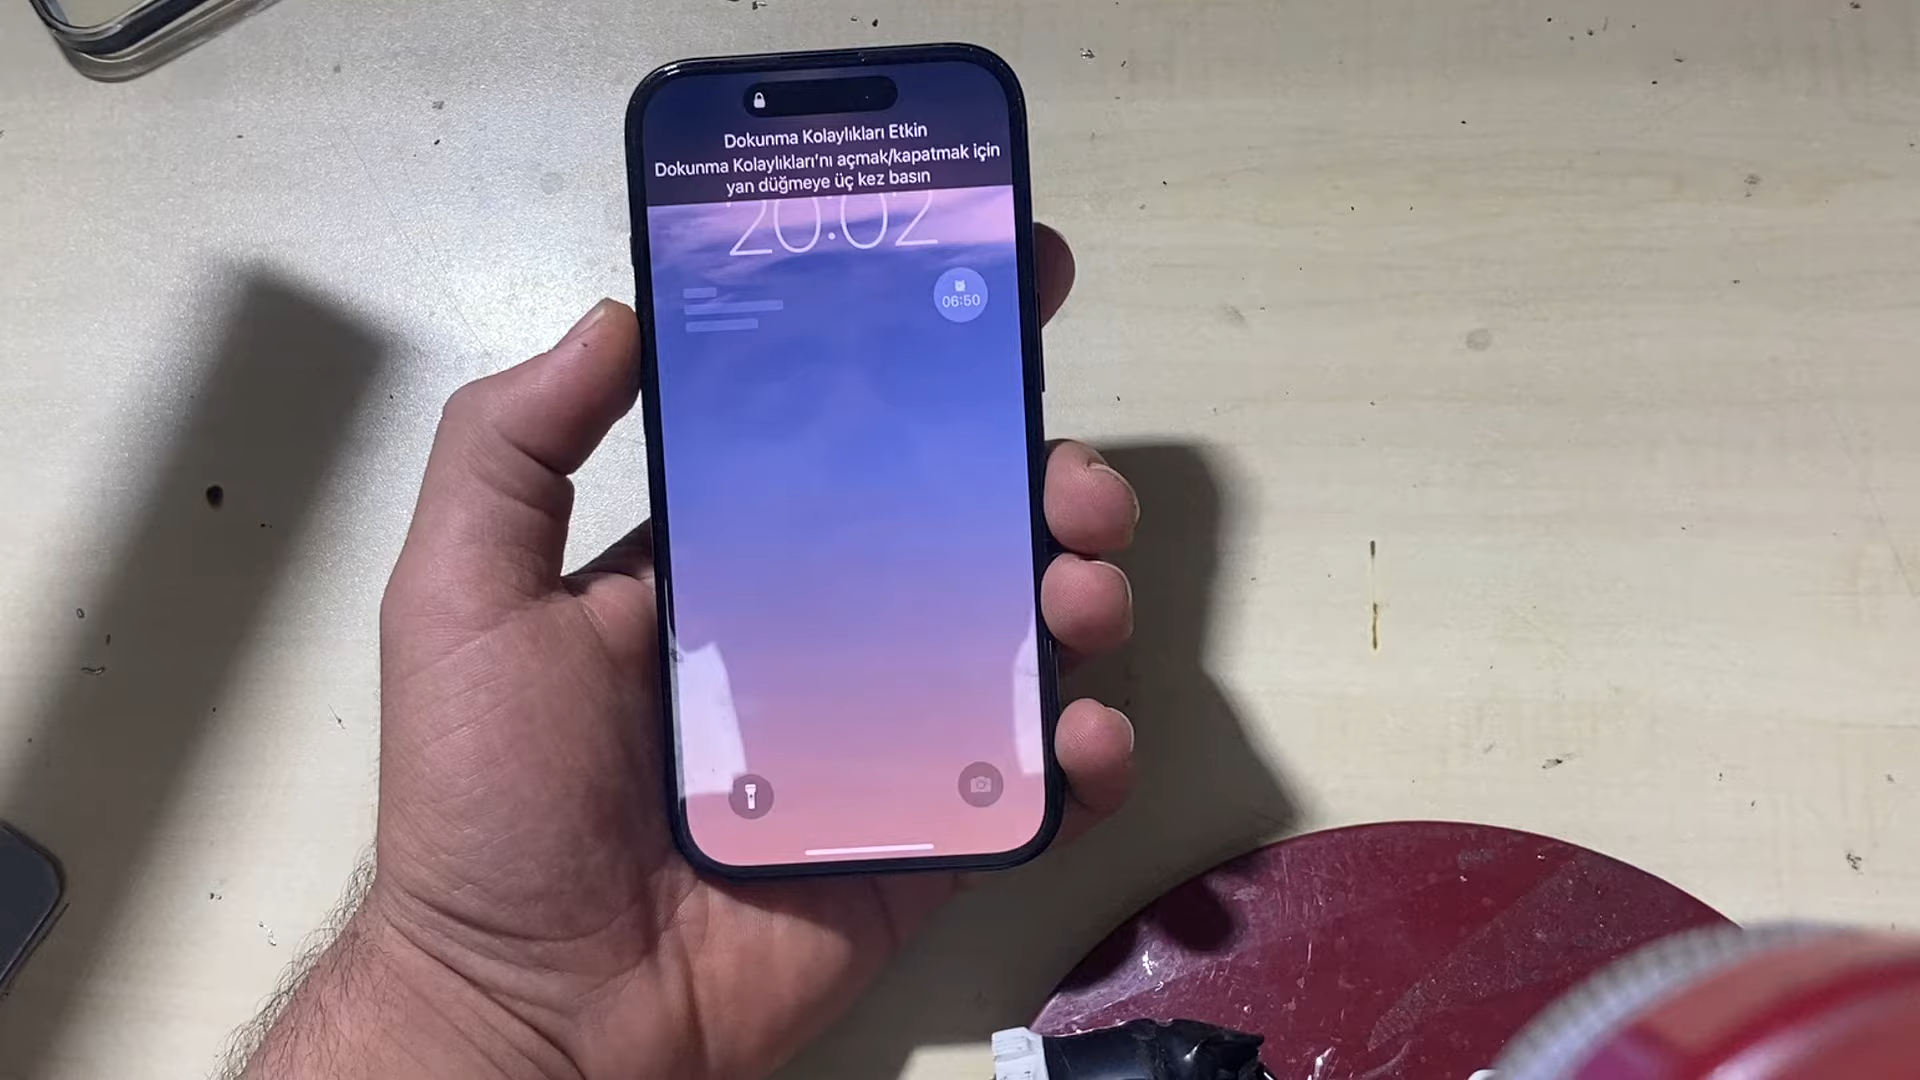 Dokunma Kolaylıkları Etkin
Dokunma Kolaylıkları'nı açmak/kapatmak için
yan düğmeye üç kez basın
20:02
06:50